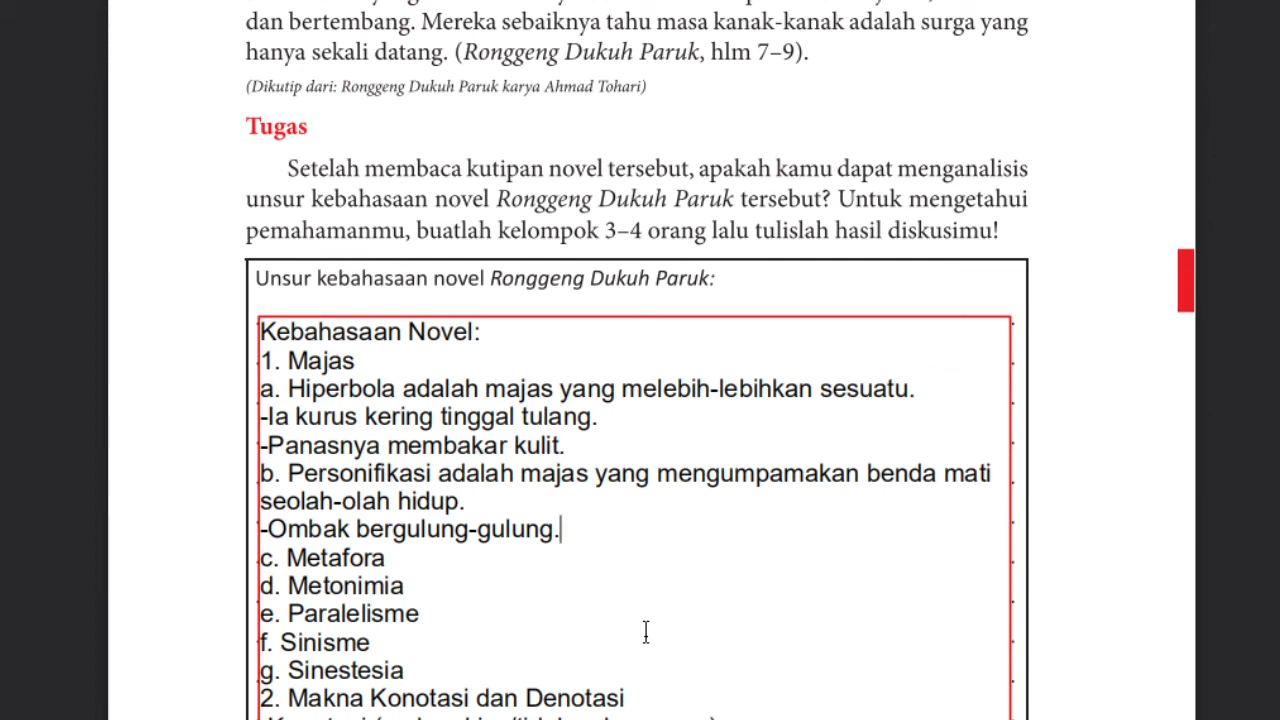 dan bertembang. Mereka sebaiknya tahu masa kanak-kanak adalah surga yang
hanya sekali datang. (Ronggeng Dukuh Paruk, hlm 7–9).
(Dikutip dari: Ronggeng Dukuh Paruk karya Ahmad Tohari)
Tugas
Setelah membaca kutipan novel tersebut, apakah kamu dapat menganalisis
unsur kebahasaan novel Ronggeng Dukuh Paruk tersebut? Untuk mengetahui
pemahamanmu, buatlah kelompok 3–4 orang lalu tulislah hasil diskusimu!
Unsur kebahasaan novel Ronggeng Dukuh Paruk:
Kebahasaan Novel:
1. Majas
a. Hiperbola adalah majas yang melebih-lebihkan sesuatu.
-Ia kurus kering tinggal tulang.
-Panasnya membakar kulit.
b. Personifikasi adalah majas yang mengumpamakan benda mati
seolah-olah hidup.
-Ombak bergulung-gulung.
c. Metafora
d. Metonimia
e. Paralelisme
f. Sinisme
g. Sinestesia
2. Makna Konotasi dan Denotasi